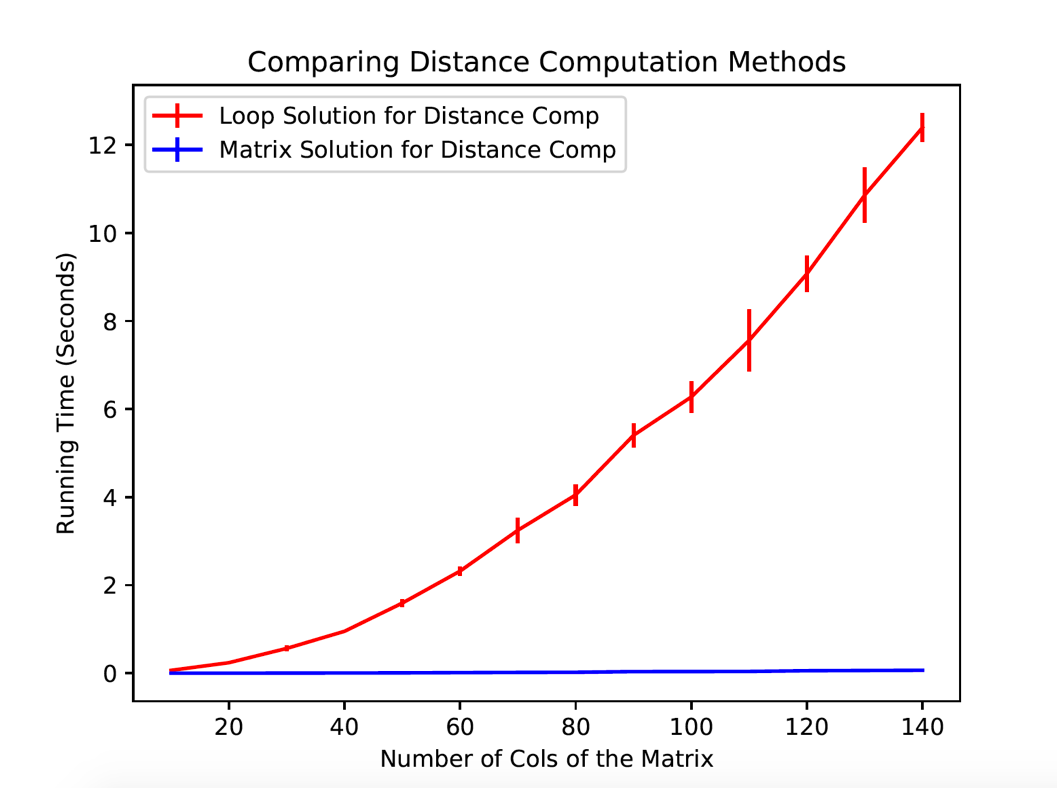 Comparing Distance Computation Methods
Loop Solution for Distance Comp
Matrix Solution for Distance Comp
Running Time (Seconds)
12
10
8
6
4
2
0
20 40 60 80 100 120 140
Number of Cols of the Matrix